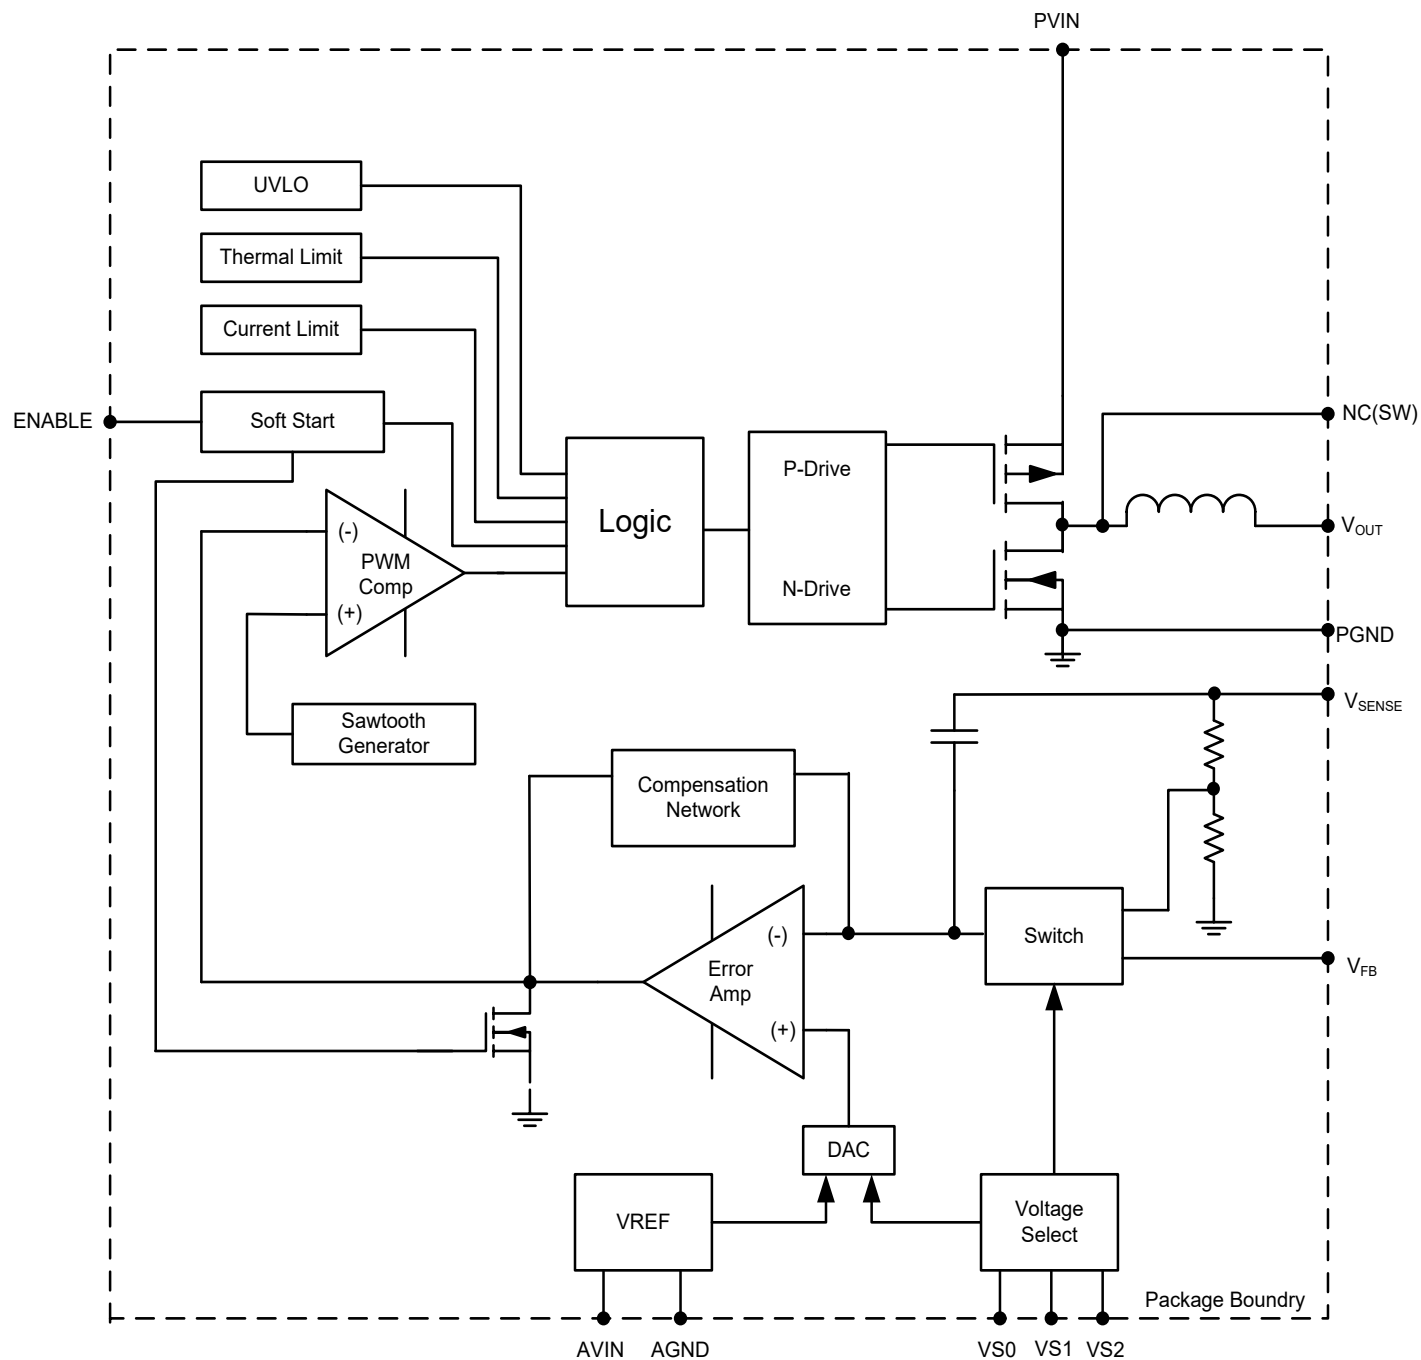 PVIN
UVLO
Thermal Limit
Current Limit
ENABLE
Soft Start
NC(SW)
P-Drive
Logic
(-)
PWM
Comp
(+)
N-Drive
VOUT
PGND
VSENSE
Sawtooth
Generator
Compensation
Network
(-)
Error
Amp
(+)
Switch
VFB
DAC
VREF
Voltage
Select
Package Boundry
AVIN
AGND
VS0
VS1
VS2